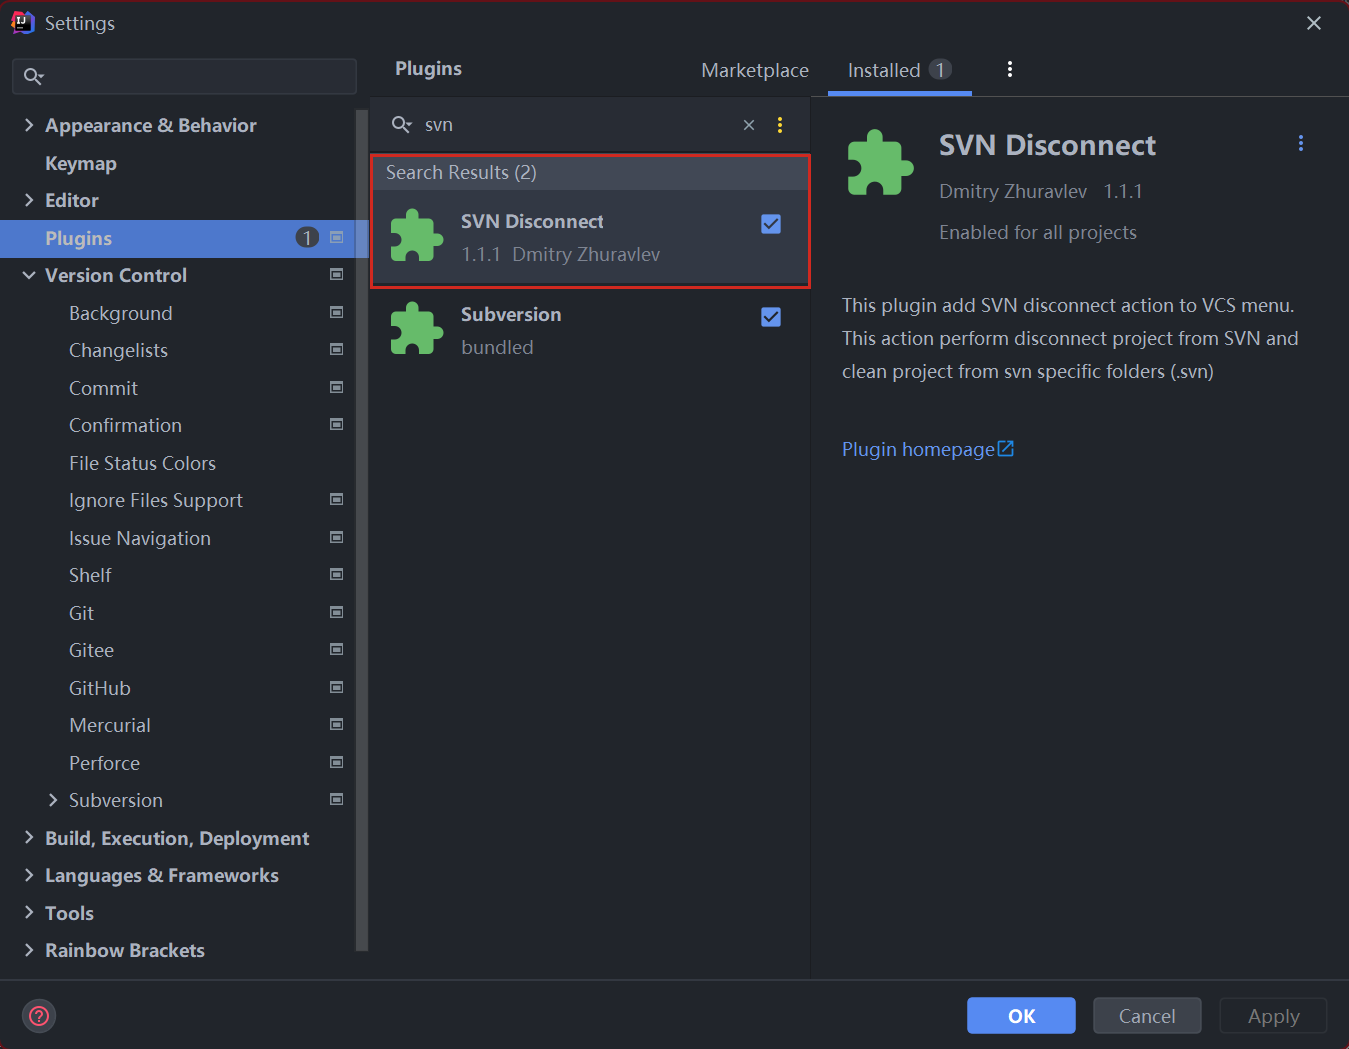 Settings
Appearance & Behavior
Keymap
Editor
Plugins 1
Version Control
Background
Changelists
Commit
Confirmation
File Status Colors
Ignore Files Support
Issue Navigation
Shelf
Git
Gitee
GitHub
Mercurial
Perforce
Subversion
Build, Execution, Deployment
Languages & Frameworks
Tools
Rainbow Brackets
Plugins
Marketplace
Installed 1
svn
Search Results (2)
SVN Disconnect
1.1.1 Dmitry Zhuravlev
Subversion
bundled
SVN Disconnect
Dmitry Zhuravlev 1.1.1
Enabled for all projects
This plugin add SVN disconnect action to VCS menu.
This action perform disconnect project from SVN and
clean project from svn specific folders (.svn)
Plugin homepage
?
OK
Cancel
Apply